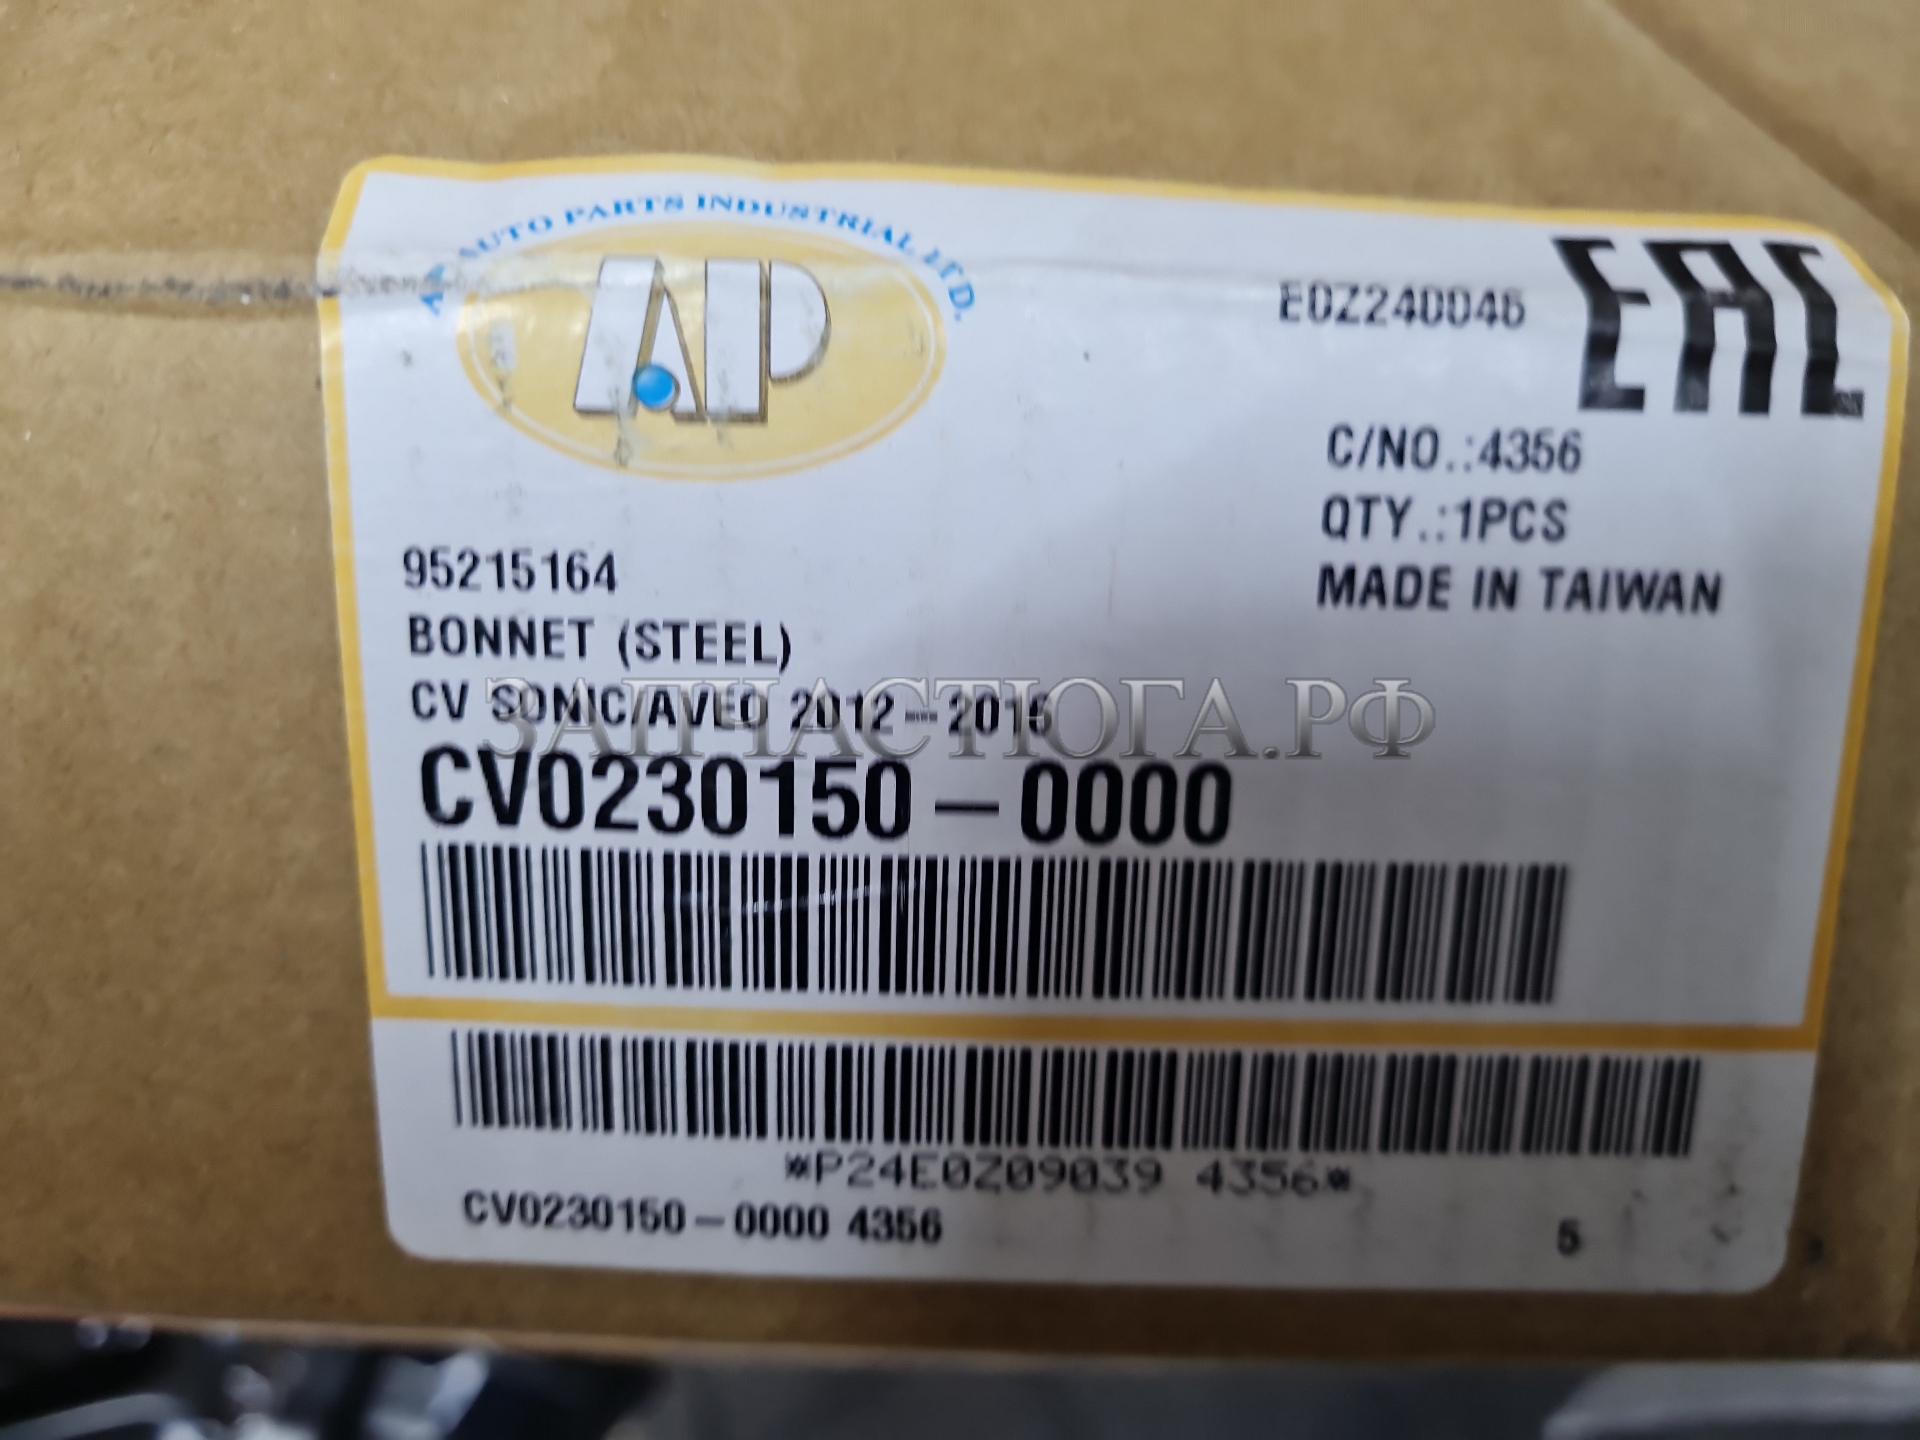 AP AUTO PARTS INDUSTRIAL LTD.
AP
E0Z240046
EAC
C/NO.:4356
QTY.:1PCS
MADE IN TAIWAN
95215164
BONNET (STEEL)
CV SONIC/AVEO 2012-2016
ЗАПЧАСТЮГА.РФ
CV0230150-0000
*P24E0Z09039 4356*
CV0230150-0000 4356
5